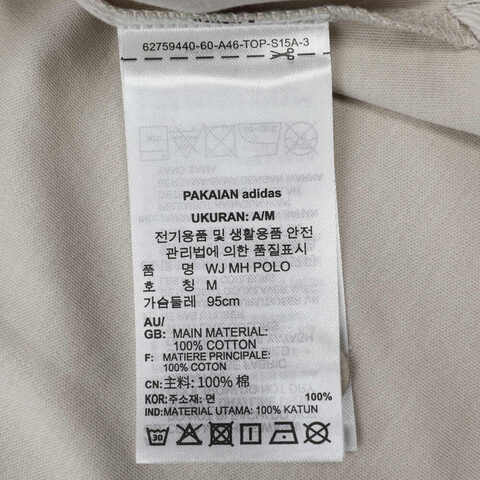 62759440-60-A46-TOP-S15A-3
PAKAIAN adidas
UKURAN: A/M
전기용품 및 생활용품 안전
관리법에 의한 품질표시
품 명 WJ MH POLO
호 칭 M
가슴둘레 95cm
AU/
GB: MAIN MATERIAL:
100% COTTON
F: MATIERE PRINCIPALE:
100% COTON
CN: 主料: 100% 棉
KOR:주소재: 면 100%
IND:MATERIAL UTAMA: 100% KATUN
30